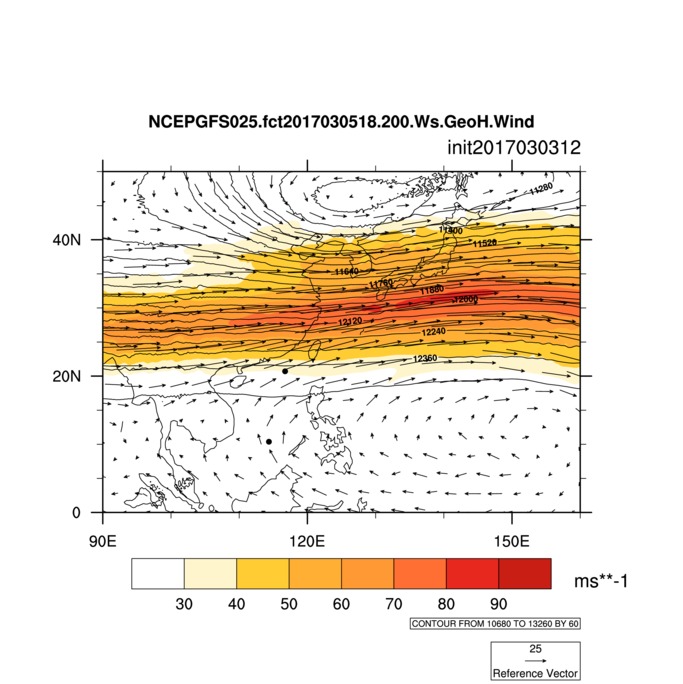 NCEPGFS025.fct2017030518.200.Ws.GeoH.Wind
init2017030312
11280
11400
11520
40N
11640
11760
11880
12000
12120
12240
12360
20N
0
90E 120E 150E
ms**-1
30 40 50 60 70 80 90
CONTOUR FROM 10680 TO 13260 BY 60
25
Reference Vector